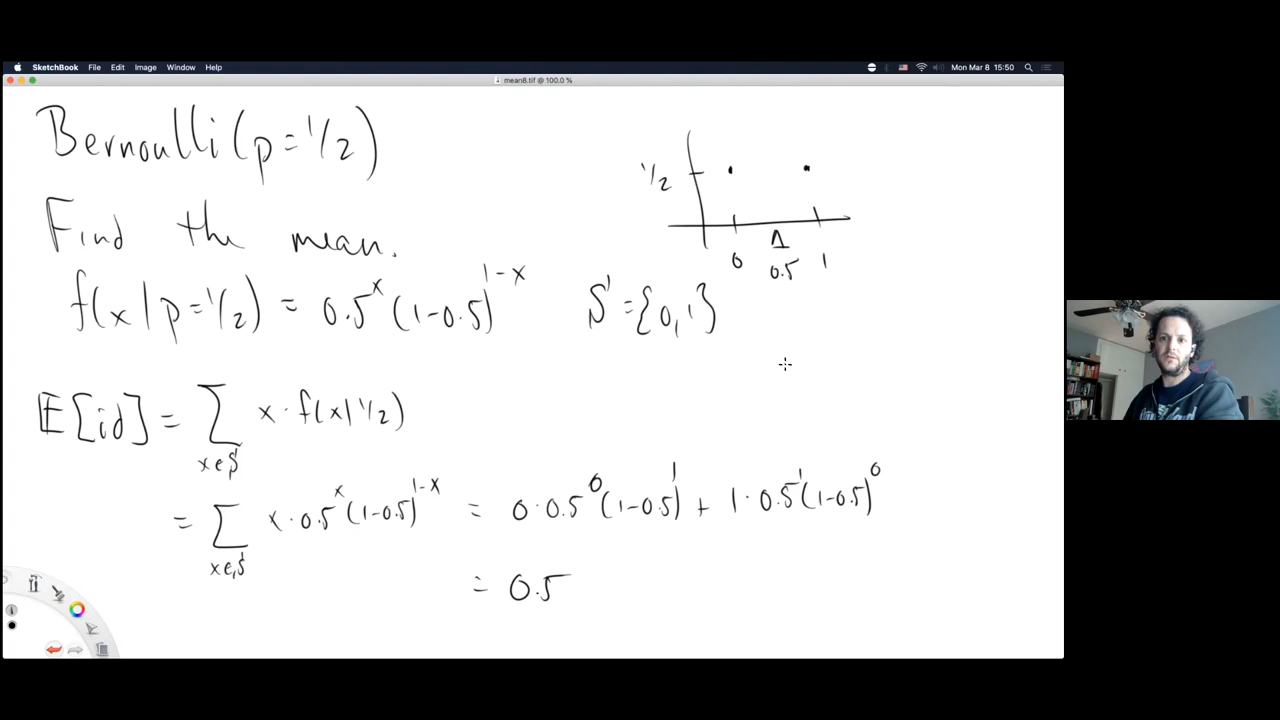 SketchBook File Edit Image Window Help Mon Mar 8 15:50
mean8.tif @ 100.0 %
Bernoulli(p=1/2)
Find the mean.
f(x|p=1/2) = 0.5^x (1-0.5)^{1-x}
S = {0,1}
1/2
0 0.5 1
E[id] = ∑_{x∈S} x · f(x|1/2)
= ∑_{x∈S} x · 0.5^x (1-0.5)^{1-x} = 0 · 0.5^0 (1-0.5)^1 + 1 · 0.5^1 (1-0.5)^0
= 0.5